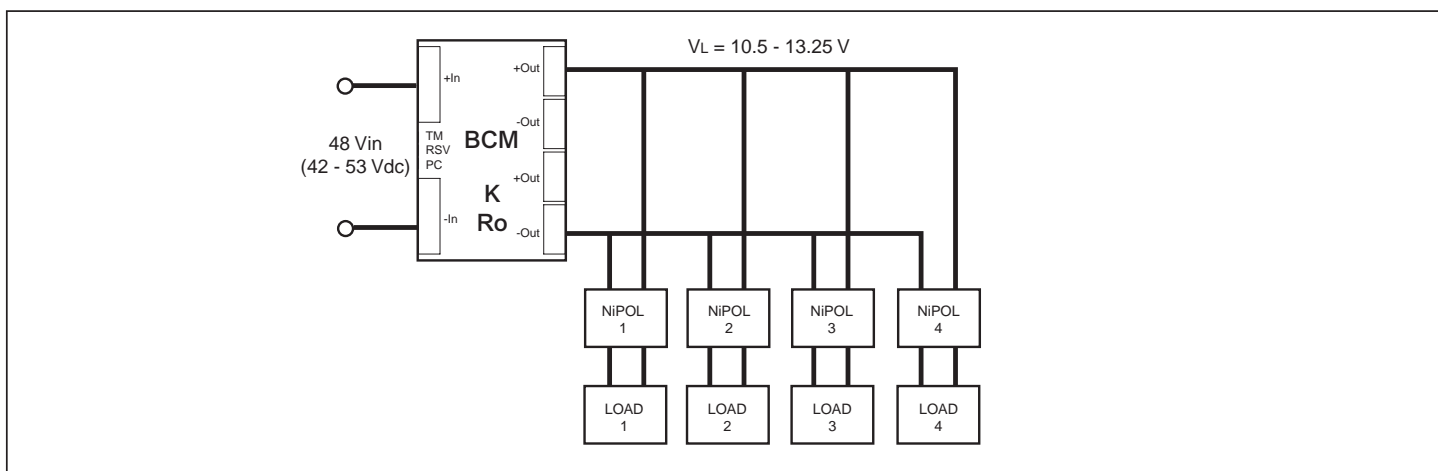 VL = 10.5 - 13.25 V
+In
+Out
-Out
TM
RSV
PC
BCM
48 Vin
(42 - 53 Vdc)
+Out
K
Ro
-In
-Out
NiPOL
1
NiPOL
2
NiPOL
3
NiPOL
4
LOAD
1
LOAD
2
LOAD
3
LOAD
4